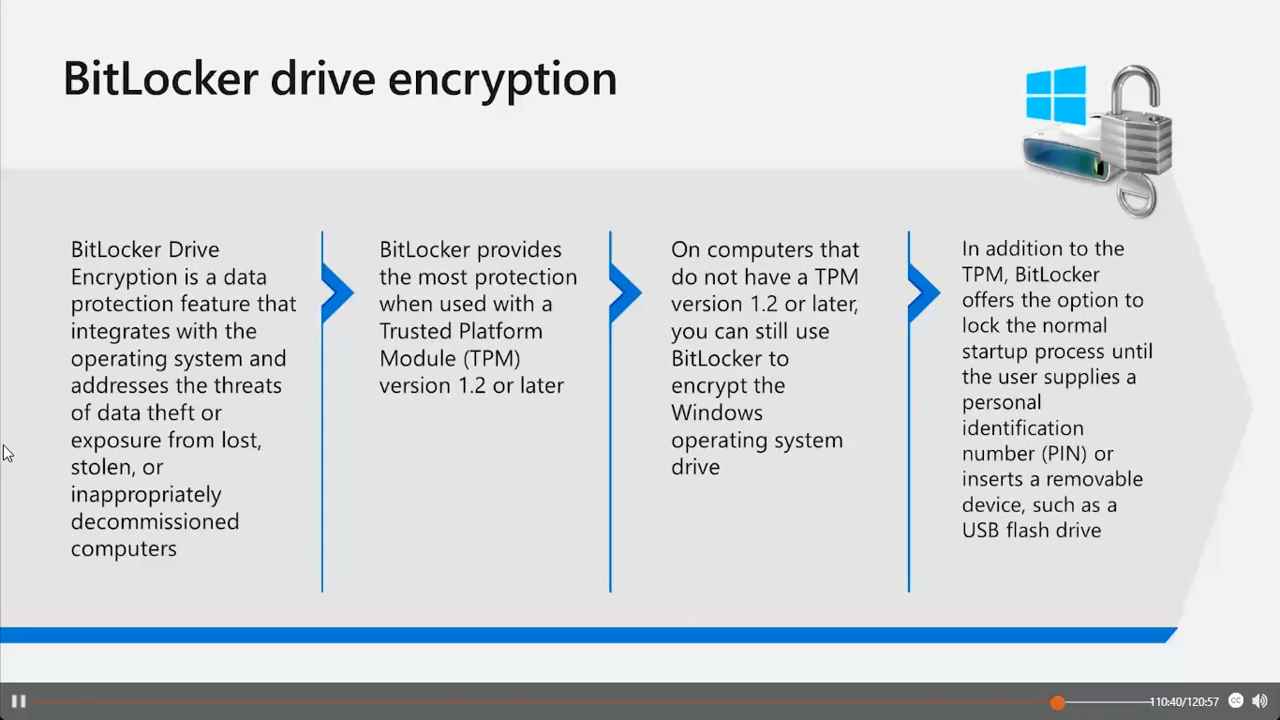 BitLocker drive encryption
BitLocker Drive
Encryption is a data
protection feature that
integrates with the
operating system and
addresses the threats
of data theft or
exposure from lost,
stolen, or
inappropriately
decommissioned
computers
BitLocker provides
the most protection
when used with a
Trusted Platform
Module (TPM)
version 1.2 or later
On computers that
do not have a TPM
version 1.2 or later,
you can still use
BitLocker to
encrypt the
Windows
operating system
drive
In addition to the
TPM, BitLocker
offers the option to
lock the normal
startup process until
the user supplies a
personal
identification
number (PIN) or
inserts a removable
device, such as a
USB flash drive
110:40/120:57
CC